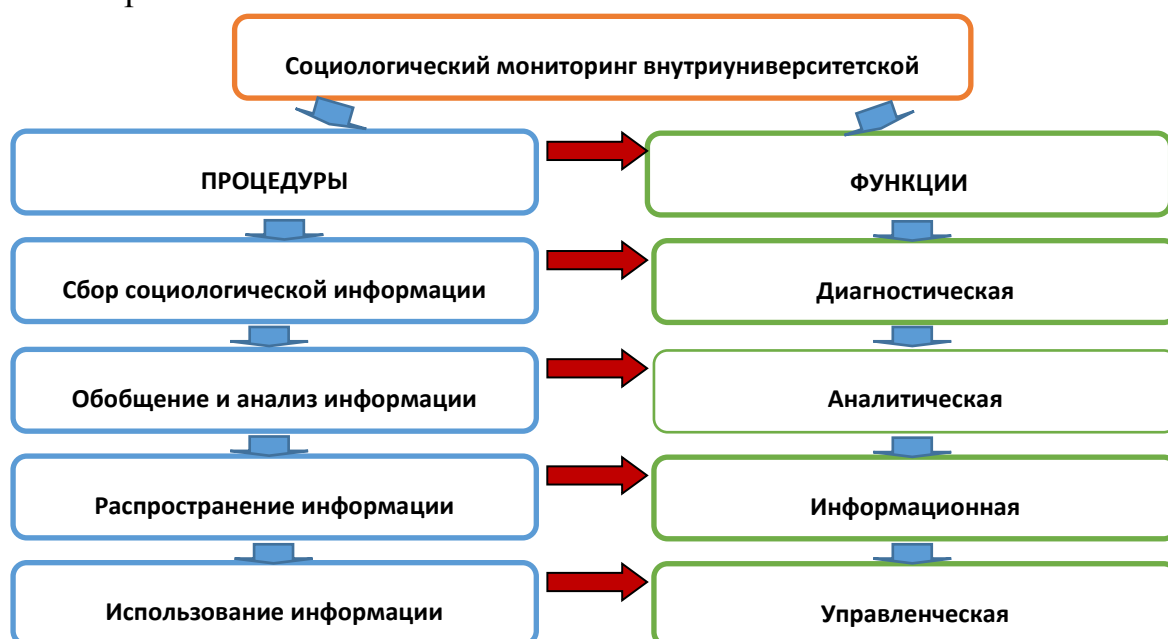 Социологический мониторинг внутриуниверситетской
ПРОЦЕДУРЫ
ФУНКЦИИ
Сбор социологической информации
Диагностическая
Обобщение и анализ информации
Аналитическая
Распространение информации
Информационная
Использование информации
Управленческая